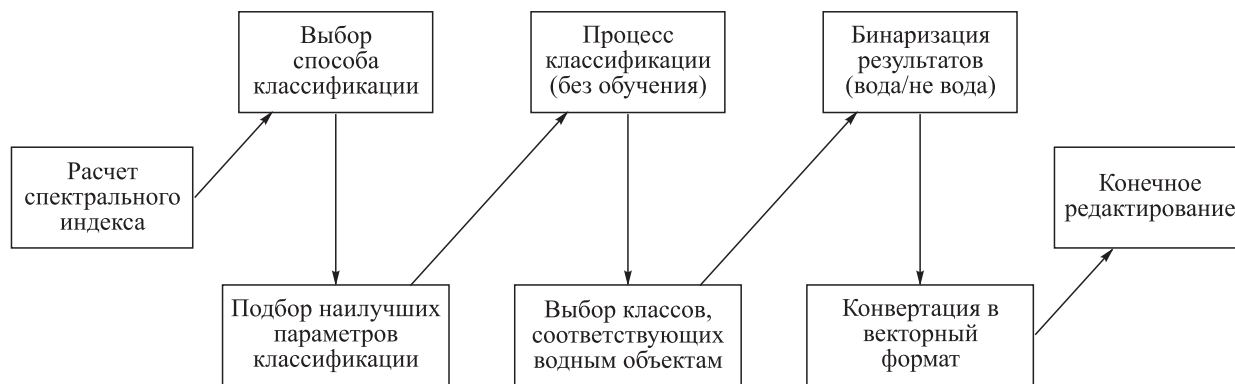 Расчет
спектрального
индекса
Выбор
способа
классификации
Подбор наилучших
параметров
классификации
Процесс
классификации
(без обучения)
Выбор классов,
соответствующих
водным объектам
Бинаризация
результатов
(вода/не вода)
Конвертация в
векторный
формат
Конечное
редактирование